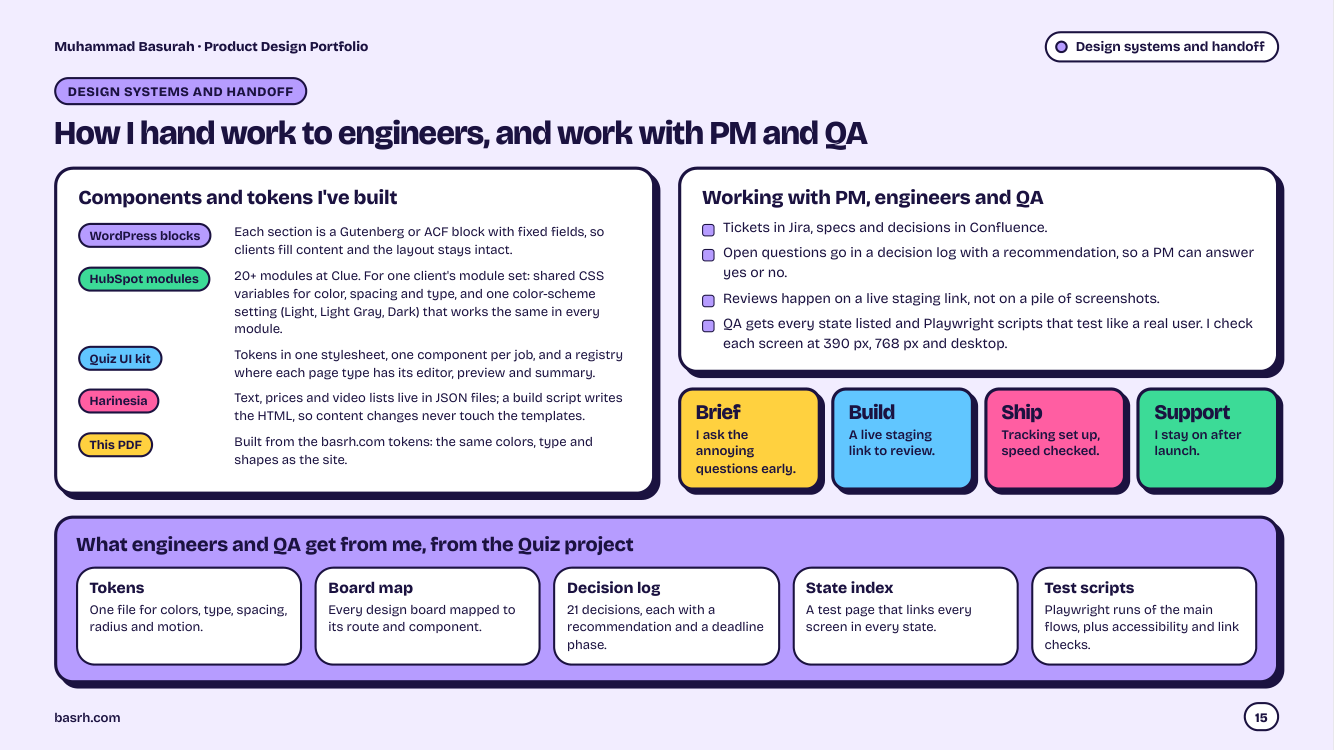 Muhammad Basurah · Product Design Portfolio
Design systems and handoff
DESIGN SYSTEMS AND HANDOFF
How I hand work to engineers, and work with PM and QA
Components and tokens I've built
WordPress blocks
Each section is a Gutenberg or ACF block with fixed fields, so
clients fill content and the layout stays intact.
HubSpot modules
20+ modules at Clue. For one client's module set: shared CSS
variables for color, spacing and type, and one color-scheme
setting (Light, Light Gray, Dark) that works the same in every
module.
Quiz UI kit
Tokens in one stylesheet, one component per job, and a registry
where each page type has its editor, preview and summary.
Harinesia
Text, prices and video lists live in JSON files; a build script writes
the HTML, so content changes never touch the templates.
This PDF
Built from the basrh.com tokens: the same colors, type and
shapes as the site.
Working with PM, engineers and QA
Tickets in Jira, specs and decisions in Confluence.
Open questions go in a decision log with a recommendation, so a PM can answer
yes or no.
Reviews happen on a live staging link, not on a pile of screenshots.
QA gets every state listed and Playwright scripts that test like a real user. I check
each screen at 390 px, 768 px and desktop.
Brief
I ask the
annoying
questions early.
Build
A live staging
link to review.
Ship
Tracking set up,
speed checked.
Support
I stay on after
launch.
What engineers and QA get from me, from the Quiz project
Tokens
One file for colors, type, spacing,
radius and motion.
Board map
Every design board mapped to
its route and component.
Decision log
21 decisions, each with a
recommendation and a deadline
phase.
State index
A test page that links every
screen in every state.
Test scripts
Playwright runs of the main
flows, plus accessibility and link
checks.
basrh.com
15